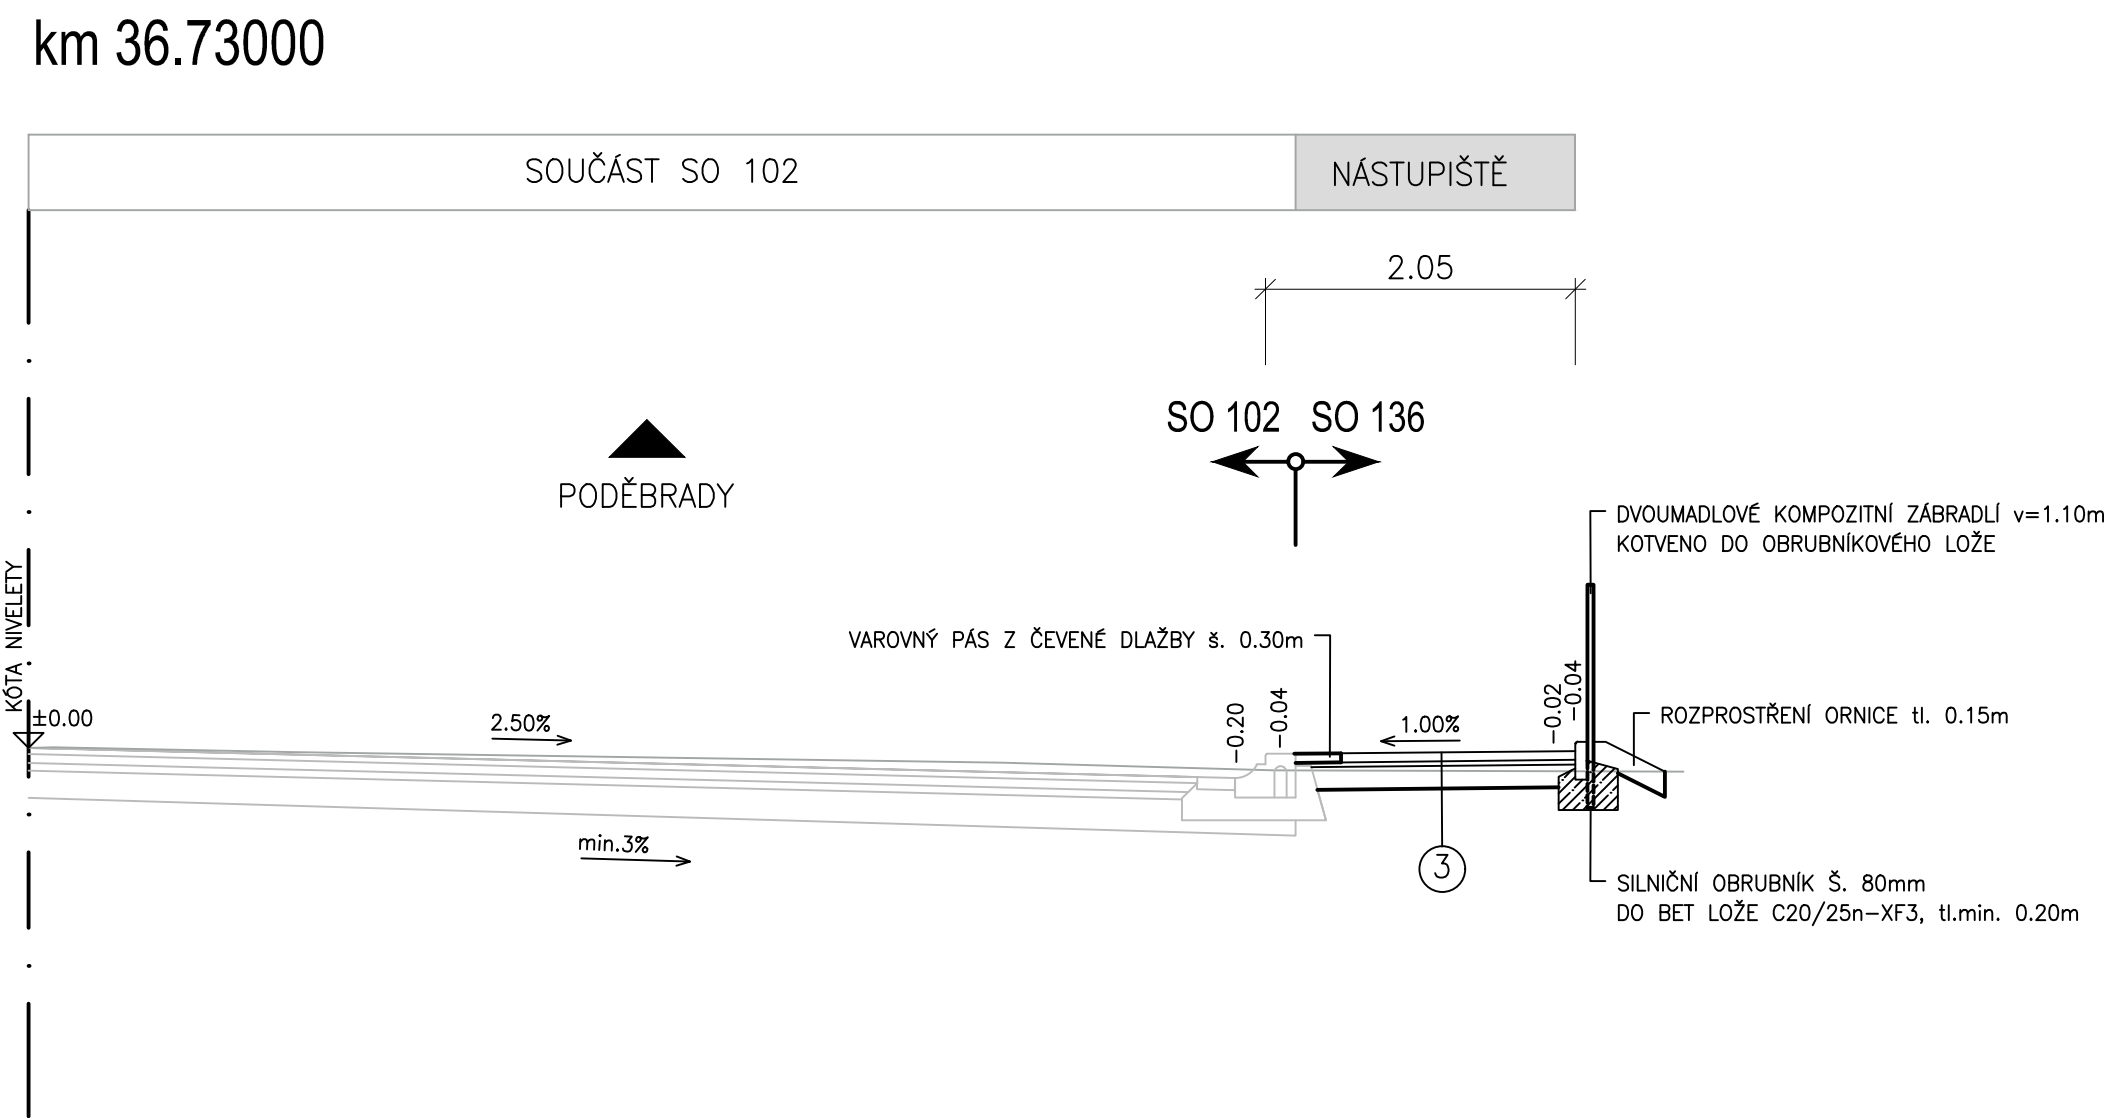 km 36.73000
SOUČÁST SO 102
NÁSTUPIŠTĚ
2.05
SO 102
SO 136
PODĚBRADY
DVOUMADLOVÉ KOMPOZITNÍ ZÁBRADLÍ v=1.10m
KOTVENO DO OBRUBNÍKOVÉHO LOŽE
VAROVNÝ PÁS Z ČEVENÉ DLAŽBY š. 0.30m
KÓTA NIVELETY
±0.00
2.50%
-0.20
-0.04
1.00%
-0.02
-0.04
ROZPROSTŘENÍ ORNICE tl. 0.15m
min.3%
3
SILNIČNÍ OBRUBNÍK Š. 80mm
DO BET LOŽE C20/25n-XF3, tl.min. 0.20m